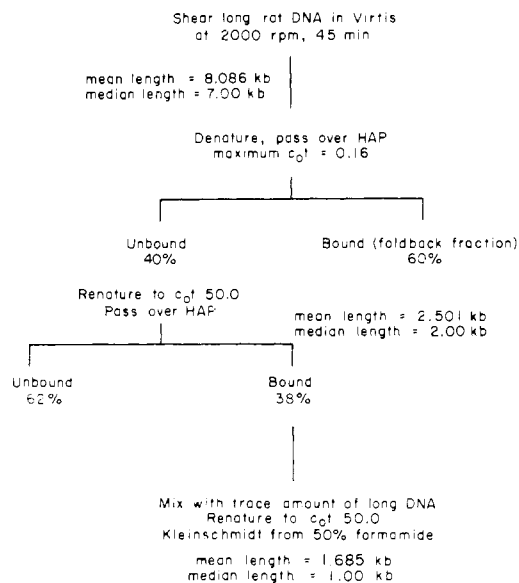 Shear long rat DNA in Virtis
at 2000 rpm, 45 min
mean length = 8.086 kb
median length = 7.00 kb
Denature, pass over HAP
maximum c₀t = 0.16
Unbound
40%
Bound (foldback fraction)
60%
Renature to c₀t 50.0
Pass over HAP
mean length = 2.501 kb
median length = 2.00 kb
Unbound
62%
Bound
38%
Mix with trace amount of long DNA
Renature to c₀t 50.0
Kleinschmidt from 50% formamide
mean length = 1.685 kb
median length = 1.00 kb